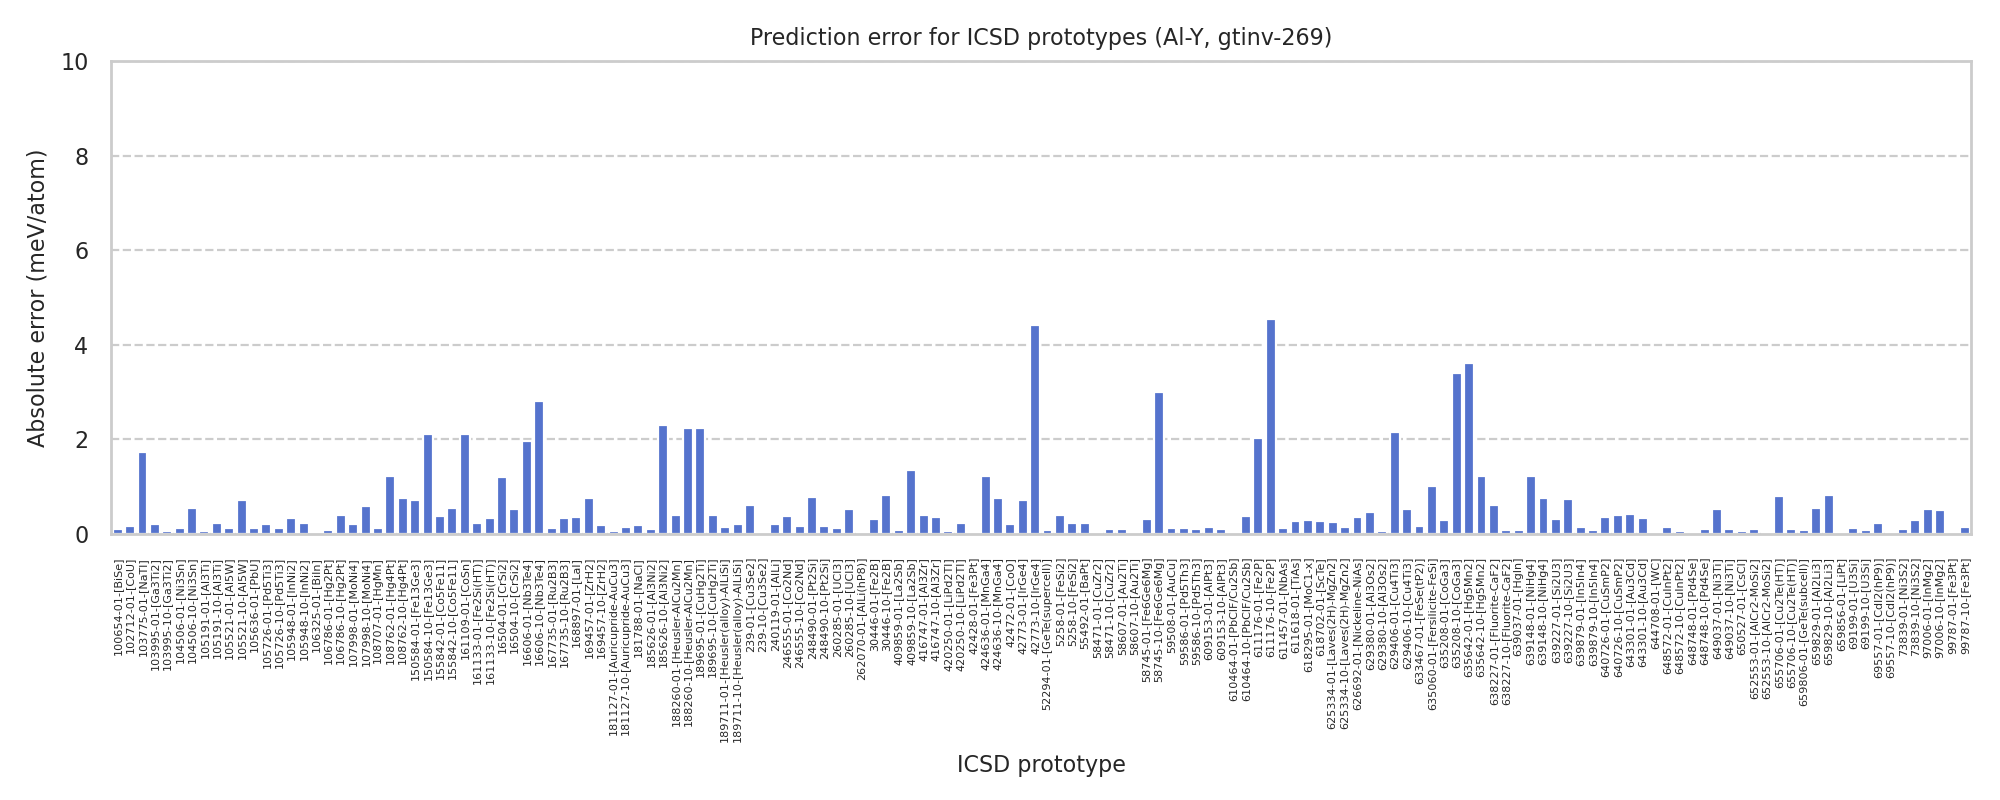 Prediction error for ICSD prototypes (Al-Y, gtinv-269)
Absolute error (meV/atom)
10
8
6
4
2
0
100654-01-[BiSe]
102712-01-[CoU]
103775-01-[NaTl]
103995-01-[Ga3Ti2]
103995-10-[Ga3Ti2]
104506-01-[Ni3Sn]
104506-10-[Ni3Sn]
105191-01-[Al3Ti]
105191-10-[Al3Ti]
105521-01-[Al5W]
105521-10-[Al5W]
105636-01-[PbU]
105726-01-[Pd5Ti3]
105726-10-[Pd5Ti3]
105948-01-[InNi2]
105948-10-[InNi2]
106325-01-[BiIn]
106786-01-[Hg2Pt]
106786-10-[Hg2Pt]
107998-01-[MoNi4]
107998-10-[MoNi4]
108707-01-[HgMn]
108762-01-[Hg4Pt]
108762-10-[Hg4Pt]
150584-01-[Fe13Ge3]
150584-10-[Fe13Ge3]
155842-01-[Co5Fe11]
155842-10-[Co5Fe11]
161109-01-[CoSn]
161133-01-[Fe2Si(HT)]
161133-10-[Fe2Si(HT)]
16504-01-[CrSi2]
16504-10-[CrSi2]
16606-01-[Nb3Te4]
16606-10-[Nb3Te4]
167735-01-[Ru2B3]
167735-10-[Ru2B3]
168897-01-[LaI]
169457-01-[ZrH2]
169457-10-[ZrH2]
181127-01-[Auricupride-AuCu3]
181127-10-[Auricupride-AuCu3]
181788-01-[NaCl]
185626-01-[Al3Ni2]
185626-10-[Al3Ni2]
188260-01-[Heusler-AlCu2Mn]
188260-10-[Heusler-AlCu2Mn]
189695-01-[CuHg2Ti]
189695-10-[CuHg2Ti]
189711-01-[Heusler(alloy)-AlLiSi]
189711-10-[Heusler(alloy)-AlLiSi]
239-01-[Cu3Se2]
239-10-[Cu3Se2]
240119-01-[AlLi]
246555-01-[Co2Nd]
246555-10-[Co2Nd]
248490-01-[Pt2Si]
248490-10-[Pt2Si]
260285-01-[UCl3]
260285-10-[UCl3]
262070-01-[AlLi(hP8)]
30446-01-[Fe2B]
30446-10-[Fe2B]
409859-01-[La2Sb]
409859-10-[La2Sb]
416747-01-[Al3Zr]
416747-10-[Al3Zr]
420250-01-[LiPd2Tl]
420250-10-[LiPd2Tl]
42428-01-[Fe3Pt]
424636-01-[MnGa4]
424636-10-[MnGa4]
42472-01-[CoO]
42773-01-[IrGe4]
42773-10-[IrGe4]
52294-01-[GeTe(supercell)]
5258-01-[FeSi2]
5258-10-[FeSi2]
55492-01-[BaPt]
58471-01-[CuZr2]
58471-10-[CuZr2]
58607-01-[Au2Ti]
58607-10-[Au2Ti]
58745-01-[Fe6Ge6Mg]
58745-10-[Fe6Ge6Mg]
59508-01-[AuCu]
59586-01-[Pd5Th3]
59586-10-[Pd5Th3]
609153-01-[AlPt3]
609153-10-[AlPt3]
610464-01-[PbClF/Cu2Sb]
610464-10-[PbClF/Cu2Sb]
611176-01-[Fe2P]
611176-10-[Fe2P]
611457-01-[NbAs]
611618-01-[TiAs]
618295-01-[MoC1-x]
618702-01-[ScTe]
625334-01-[Laves(2H)-MgZn2]
625334-10-[Laves(2H)-MgZn2]
626692-01-[Nickeline-NiAs]
629380-01-[Al3Os2]
629380-10-[Al3Os2]
629406-01-[Cu4Ti3]
629406-10-[Cu4Ti3]
633467-01-[FeSe(tP2)]
635060-01-[Fersilicite-FeSi]
635208-01-[CoGa3]
635208-10-[CoGa3]
635642-01-[Hg5Mn2]
635642-10-[Hg5Mn2]
638227-01-[Fluorite-CaF2]
638227-10-[Fluorite-CaF2]
639037-01-[HgIn]
639148-01-[NiHg4]
639148-10-[NiHg4]
639227-01-[Si2U3]
639227-10-[Si2U3]
639879-01-[In5In4]
639879-10-[In5In4]
640726-01-[CuSmP2]
640726-10-[CuSmP2]
643301-01-[Au3Cd]
643301-10-[Au3Cd]
644708-01-[WC]
648572-01-[CuInPt2]
648572-10-[CuInPt2]
648748-01-[Pd4Se]
648748-10-[Pd4Se]
649037-01-[Ni3Ti]
649037-10-[Ni3Ti]
650527-01-[CsCl]
652553-01-[AlCr2-MoSi2]
652553-10-[AlCr2-MoSi2]
655706-01-[Cu2Te(HT)]
655706-10-[Cu2Te(HT)]
659806-01-[GeTe(subcell)]
659829-01-[Al2Li3]
659829-10-[Al2Li3]
659856-01-[LiPt]
69199-01-[U3Si]
69199-10-[U3Si]
69557-01-[CdI2(hP9)]
69557-10-[CdI2(hP9)]
73839-01-[Ni3S2]
73839-10-[Ni3S2]
97006-01-[InMg2]
97006-10-[InMg2]
99787-01-[Fe3Pt]
99787-10-[Fe3Pt]
ICSD prototype